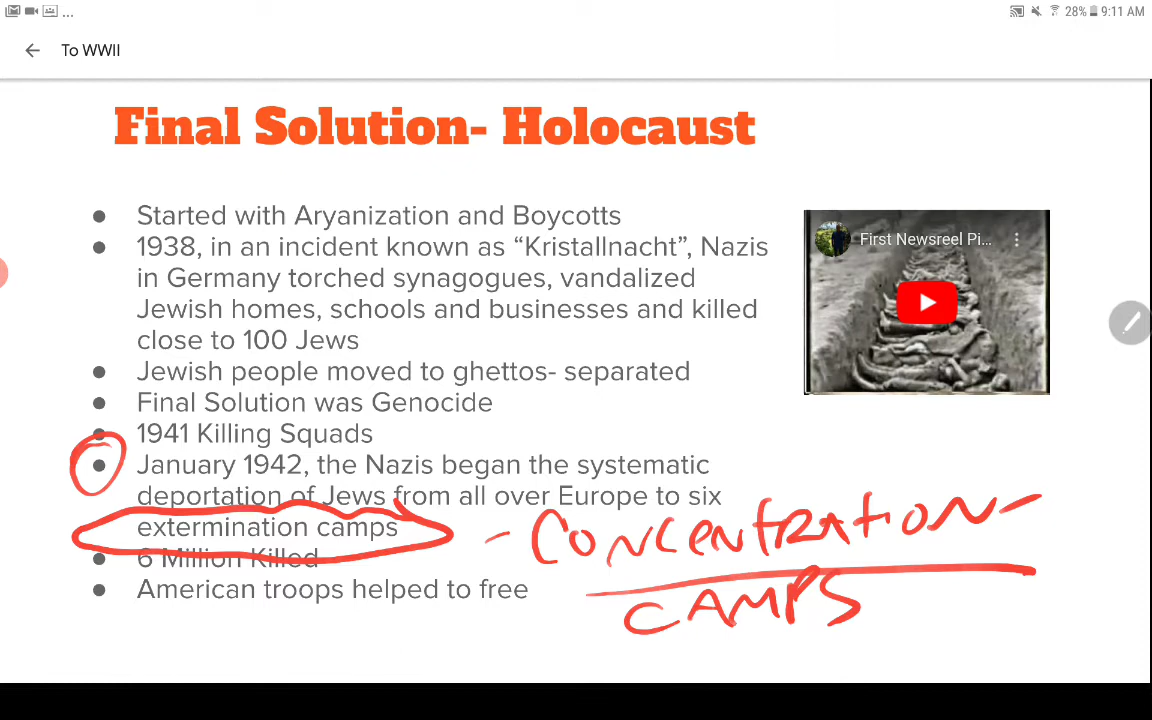 ...
28% 9:11 AM
To WWII
Final Solution- Holocaust
● Started with Aryanization and Boycotts
● 1938, in an incident known as “Kristallnacht”, Nazis
in Germany torched synagogues, vandalized
Jewish homes, schools and businesses and killed
close to 100 Jews
● Jewish people moved to ghettos- separated
● Final Solution was Genocide
● 1941 Killing Squads
● January 1942, the Nazis began the systematic
deportation of Jews from all over Europe to six
extermination camps
● 6 Million Killed
● American troops helped to free
First Newsreel Pi...
- CONCENTRATION-
CAMPS